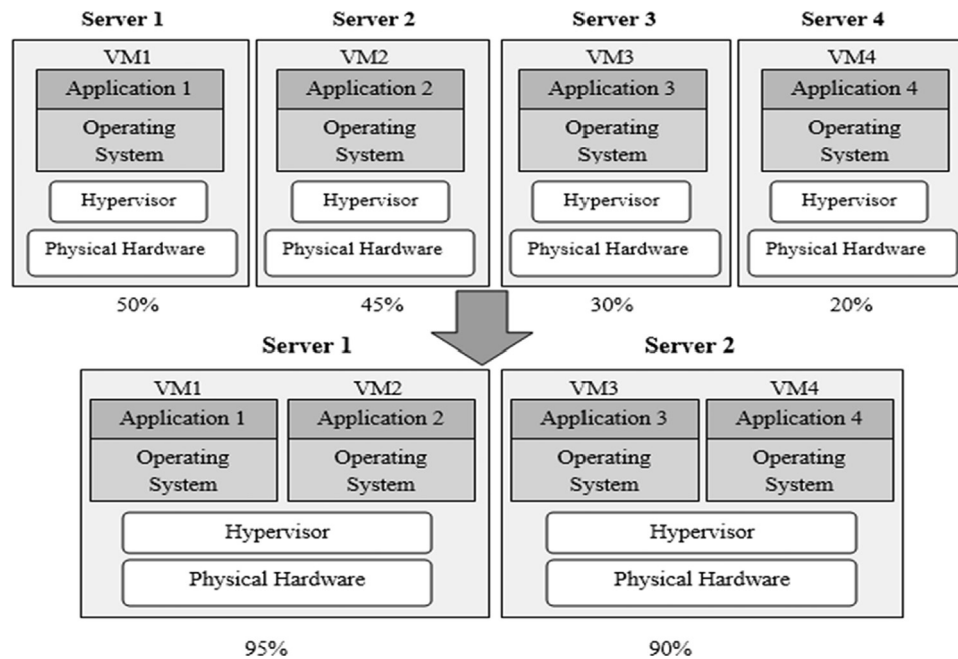 Server 1
Server 2
Server 3
Server 4
VM1
VM2
VM3
VM4
Application 1
Application 2
Application 3
Application 4
Operating
System
Operating
System
Operating
System
Operating
System
Hypervisor
Hypervisor
Hypervisor
Hypervisor
Physical Hardware
Physical Hardware
Physical Hardware
Physical Hardware
50%
45%
30%
20%
Server 1
Server 2
VM1
VM2
VM3
VM4
Application 1
Application 2
Application 3
Application 4
Operating
System
Operating
System
Operating
System
Operating
System
Hypervisor
Hypervisor
Physical Hardware
Physical Hardware
95%
90%